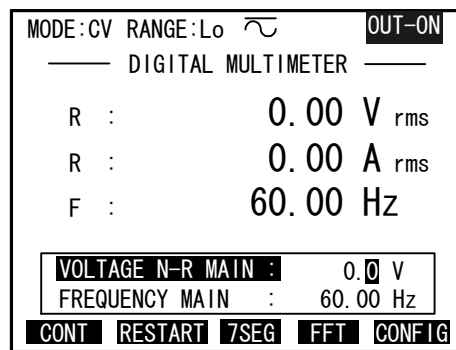 MODE:CV RANGE:Lo OUT-ON
DIGITAL MULTIMETER
R : 0.00 V rms
R : 0.00 A rms
F : 60.00 Hz
VOLTAGE N-R MAIN : 0.0 V
FREQUENCY MAIN : 60.00 Hz
CONT RESTART 7SEG FFT CONFIG